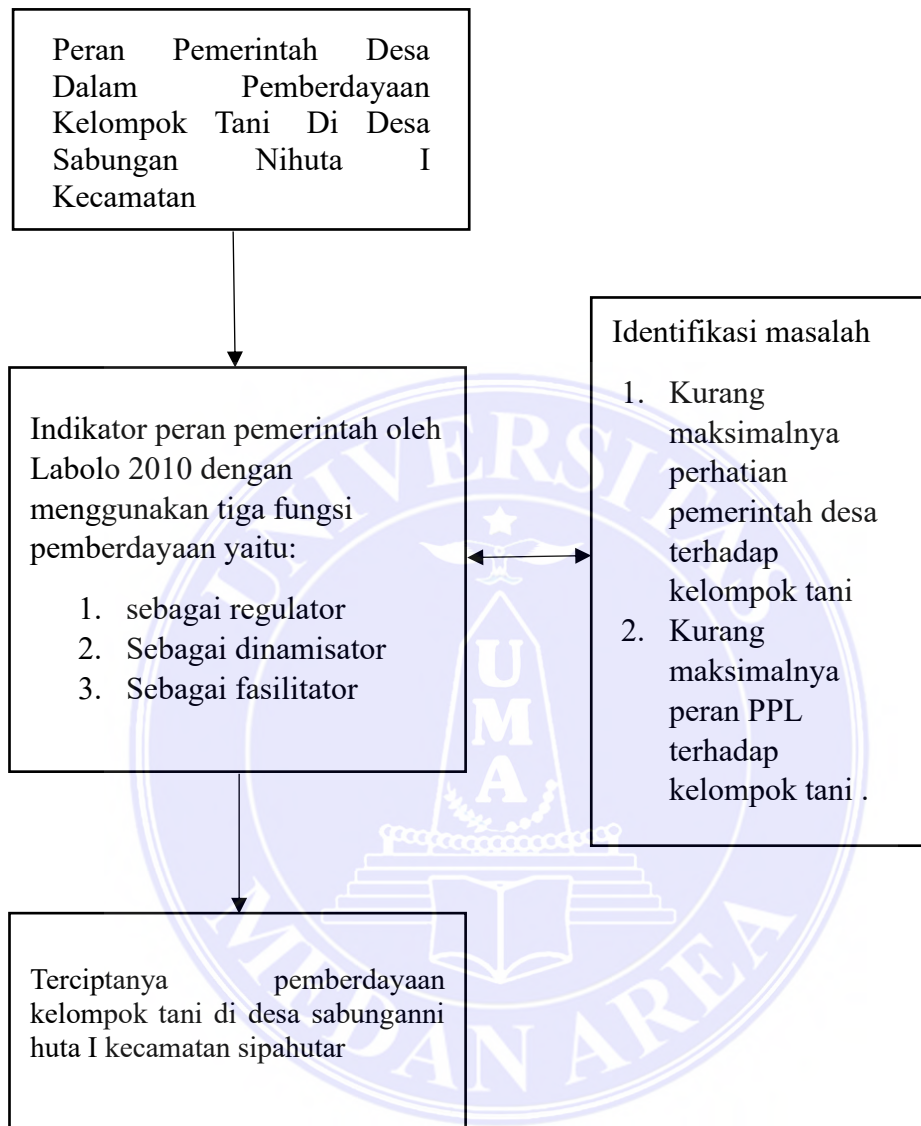 Peran Pemerintah Desa
Dalam Pemberdayaan
Kelompok Tani Di Desa
Sabungan Nihuta I
Kecamatan
Identifikasi masalah
1. Kurang
maksimalnya
perhatian
pemerintah desa
terhadap
kelompok tani
2. Kurang
maksimalnya
peran PPL
terhadap
kelompok tani .
Indikator peran pemerintah oleh
Labolo 2010 dengan
menggunakan tiga fungsi
pemberdayaan yaitu:
1. sebagai regulator
2. Sebagai dinamisator
3. Sebagai fasilitator
Terciptanya pemberdayaan
kelompok tani di desa sabunganni
huta I kecamatan sipahutar
UNIVERSITAS
MEDAN AREA
U
M
A